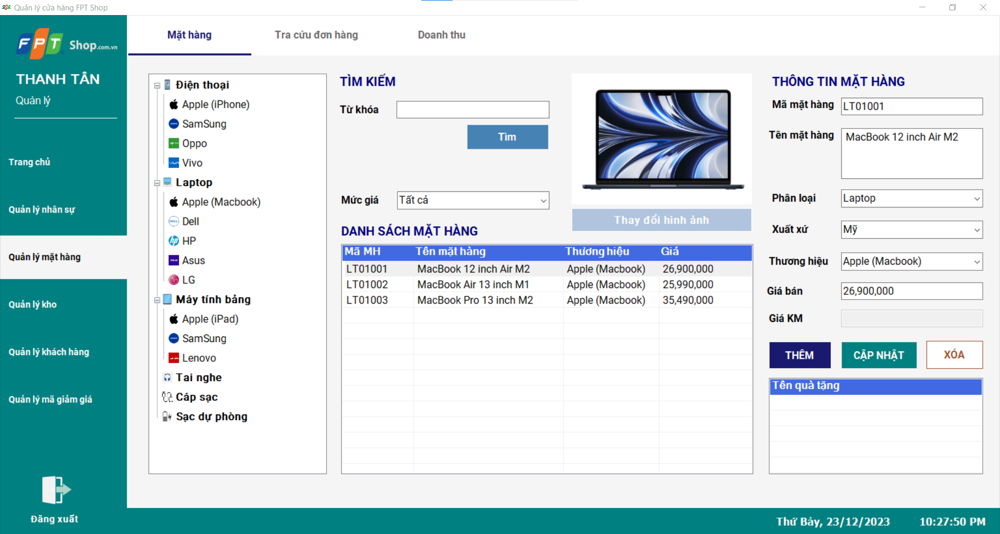 Quản lý cửa hàng FPT Shop
FPT Shop.com.vn
THANH TÂN
Quản lý
Trang chủ
Quản lý nhân sự
Quản lý mặt hàng
Quản lý kho
Quản lý khách hàng
Quản lý mã giảm giá
Đăng xuất
Mặt hàng
Tra cứu đơn hàng
Doanh thu
Điện thoại
Apple (iPhone)
SamSung
Oppo
Vivo
Laptop
Apple (Macbook)
Dell
HP
Asus
LG
Máy tính bảng
Apple (iPad)
SamSung
Lenovo
Tai nghe
Cáp sạc
Sạc dự phòng
TÌM KIẾM
Từ khóa
Tìm
Mức giá Tất cả
Thay đổi hình ảnh
DANH SÁCH MẶT HÀNG
Mã MH Tên mặt hàng Thương hiệu Giá
LT01001 MacBook 12 inch Air M2 Apple (Macbook) 26,900,000
LT01002 MacBook Air 13 inch M1 Apple (Macbook) 25,990,000
LT01003 MacBook Pro 13 inch M2 Apple (Macbook) 35,490,000
THÔNG TIN MẶT HÀNG
Mã mặt hàng LT01001
Tên mặt hàng MacBook 12 inch Air M2
Phân loại Laptop
Xuất xứ Mỹ
Thương hiệu Apple (Macbook)
Giá bán 26,900,000
Giá KM
THÊM CẬP NHẬT XÓA
Tên quà tặng
Thứ Bảy, 23/12/2023 10:27:50 PM